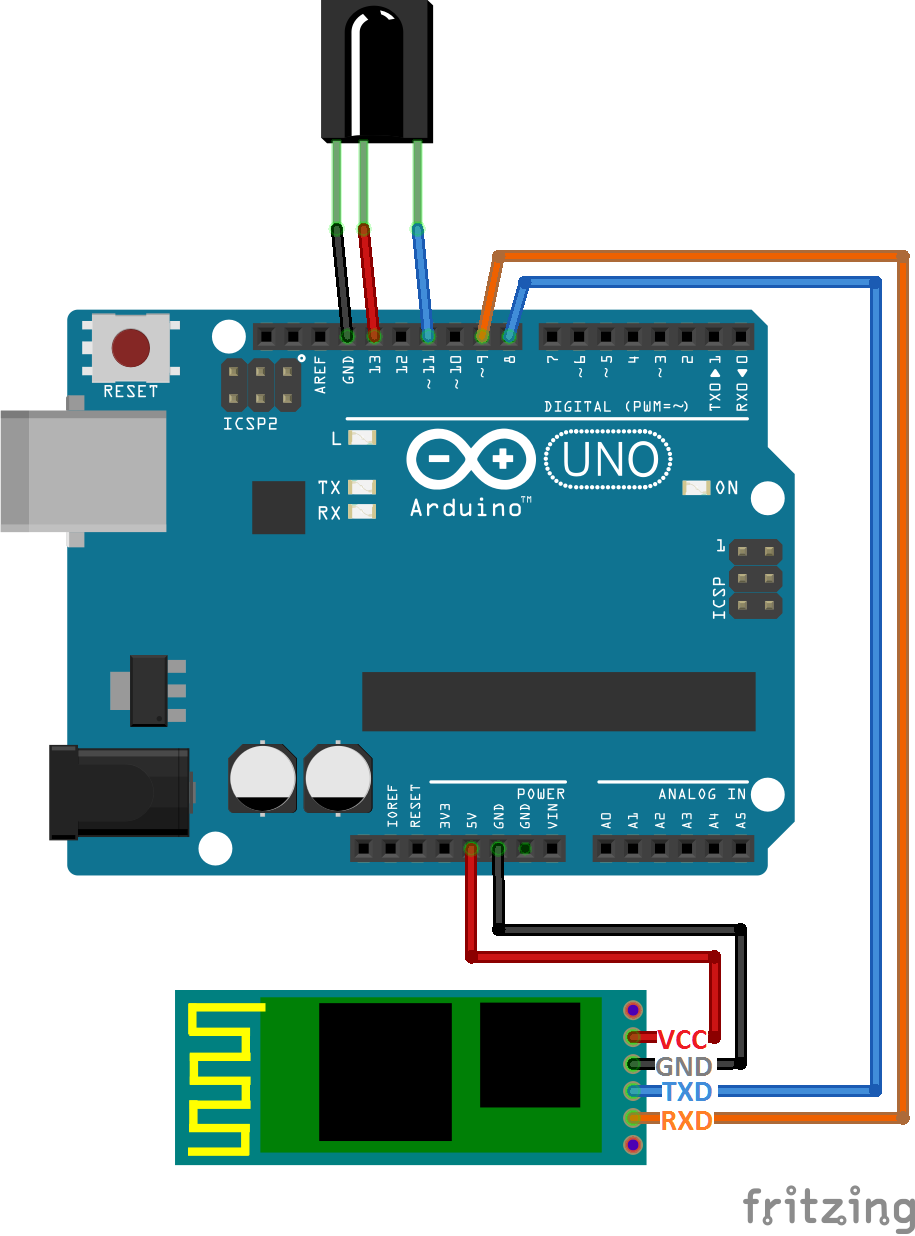 RESET
ICSP2
AREF
GND
13
12
~11
~10
~9
8
7
~6
~5
4
~3
2
TX0▶1
RX0◀0
DIGITAL (PWM=~)
L
TX
RX
Arduino™
UNO
ON
1
ICSP
IOREF
RESET
3V3
5V
GND
GND
VIN
POWER
ANALOG IN
A0
A1
A2
A3
A4
A5
VCC
GND
TXD
RXD
fritzing